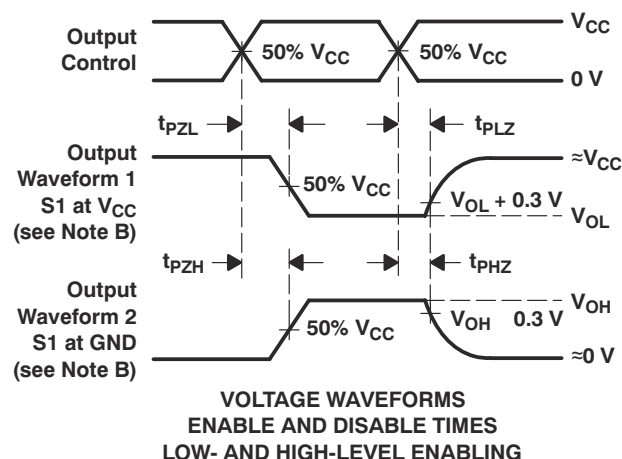 Output
Control
50% VCC
50% VCC
VCC
0 V
tPZL
tPLZ
Output
Waveform 1
S1 at VCC
(see Note B)
50% VCC
VOL + 0.3 V
≈VCC
VOL
tPZH
tPHZ
Output
Waveform 2
S1 at GND
(see Note B)
50% VCC
VOH 0.3 V
VOH
≈0 V
VOLTAGE WAVEFORMS
ENABLE AND DISABLE TIMES
LOW- AND HIGH-LEVEL ENABLING